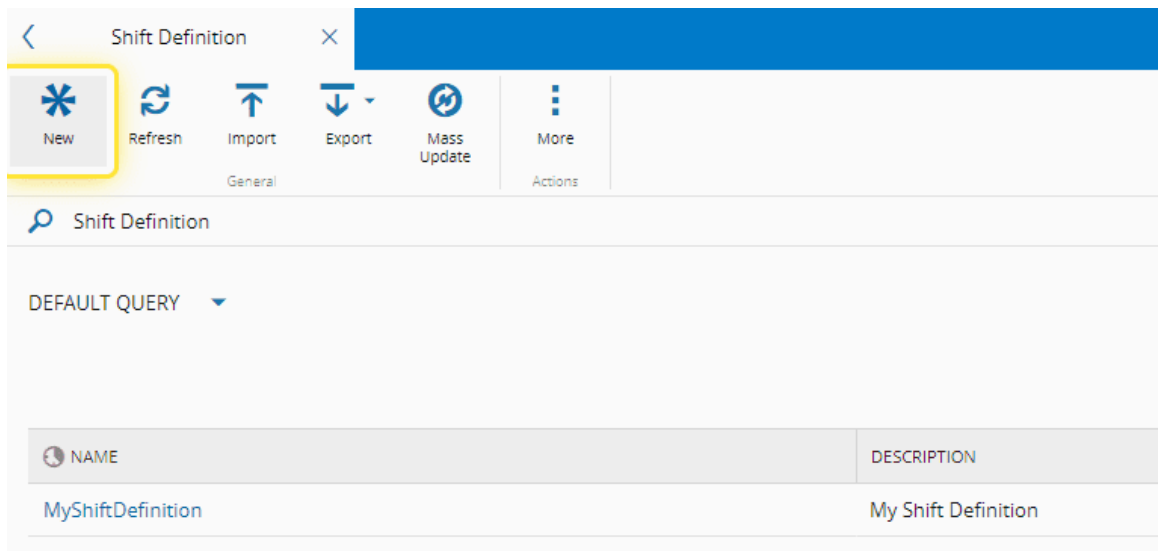 Shift Definition
New Refresh Import Export Mass Update More
General Actions
Shift Definition
DEFAULT QUERY
NAME DESCRIPTION
MyShiftDefinition My Shift Definition